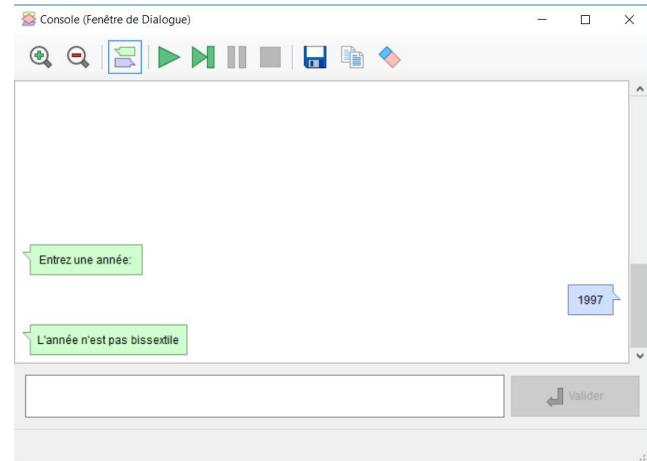 Console (Fenêtre de Dialogue)
Entrez une année:
1997
L'année n'est pas bissextile
Valider